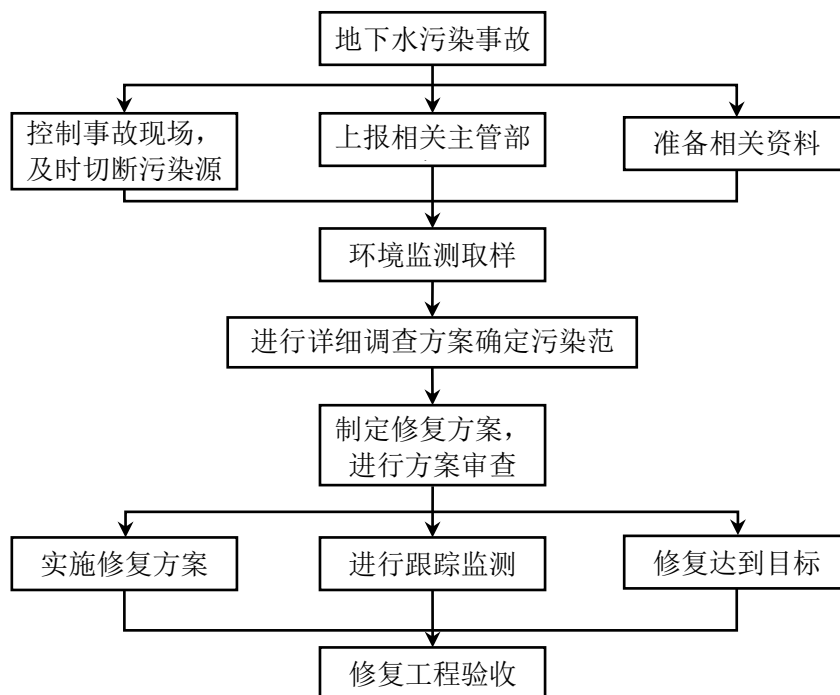 地下水污染事故
控制事故现场，
及时切断污染源
上报相关主管部
准备相关资料
环境监测取样
进行详细调查方案确定污染范
制定修复方案，
进行方案审查
实施修复方案
进行跟踪监测
修复达到目标
修复工程验收